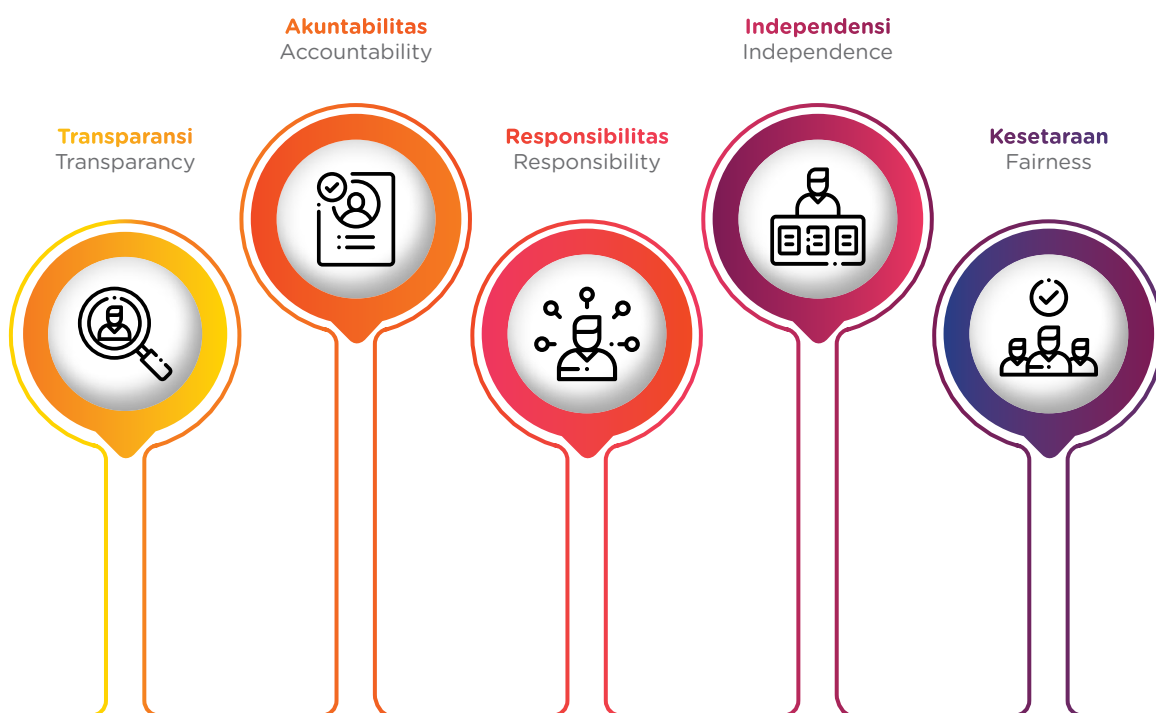 Transparansi
Transparancy
Akuntabilitas
Accountability
Responsibilitas
Responsibility
Independensi
Independence
Kesetaraan
Fairness